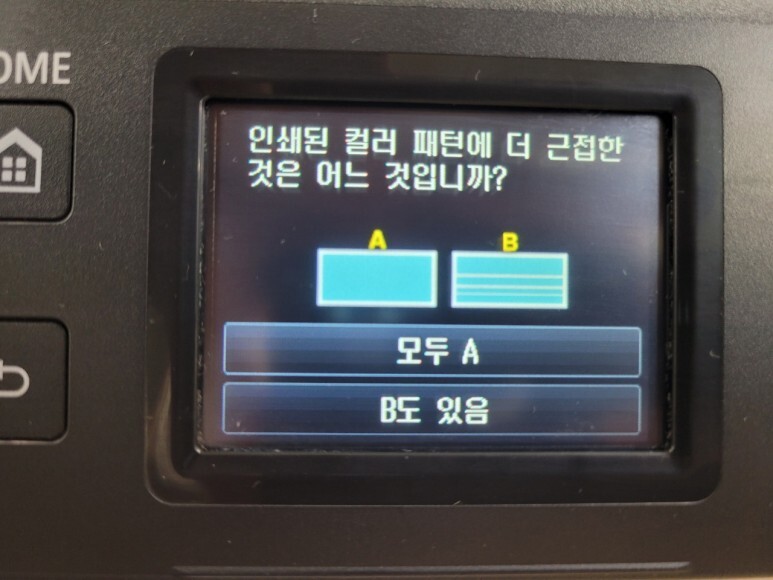 OME
인쇄된 컬러 패턴에 더 근접한
것은 어느 것입니까?
A B
모두 A
B도 있음